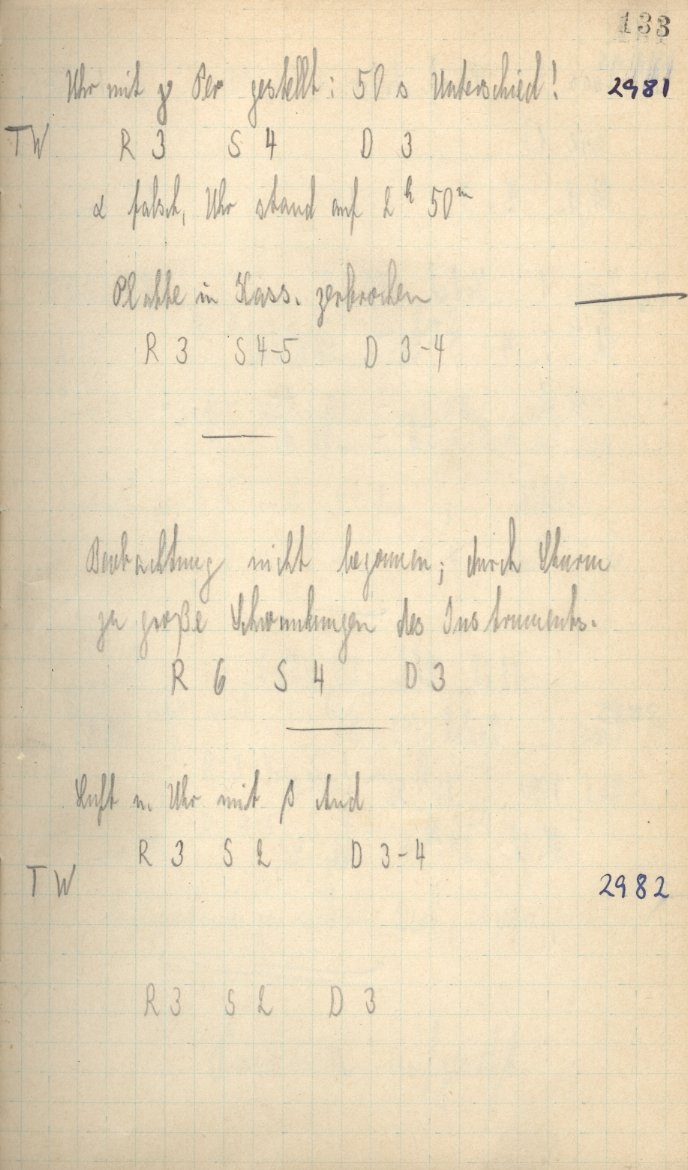 133
Uhr mit γ Per gestellt: 50 s Unterschied! 2981
TW R 3 S 4 D 3
α falsch, Uhr stand auf 2ʰ 50ᵐ
Platte in Kass. zerbrochen
R 3 S 4-5 D 3-4
Beobachtung nicht begonnen; durch Sturm
zu große Schwankungen des Instruments.
R 6 S 4 D 3
Luft u. Uhr mit β And
R 3 S 2 D 3-4
TW 2982
R 3 S 2 D 3